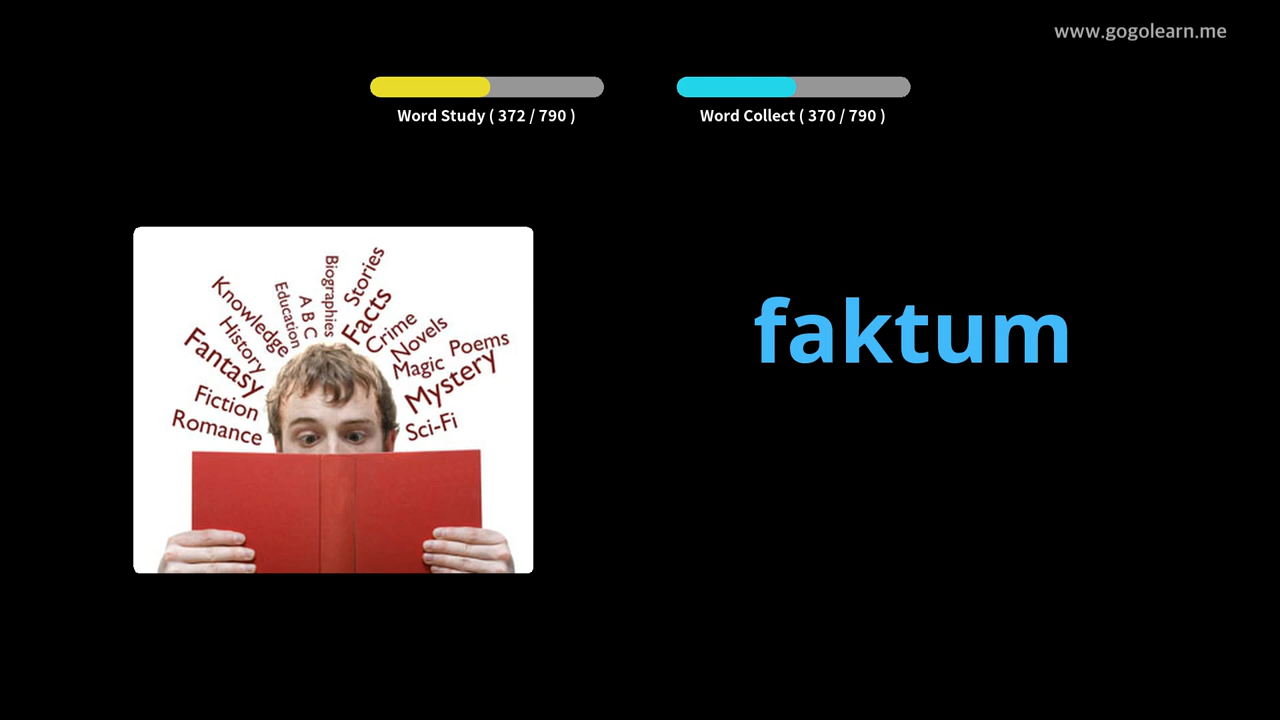 www.gogolearn.me
Word Study ( 372 / 790 )
Word Collect ( 370 / 790 )
Stories
Biographies
Facts
Education
A B C
Knowledge
Crime
History
Novels
Poems
Fantasy
Magic
Mystery
Fiction
Romance
Sci-Fi
faktum